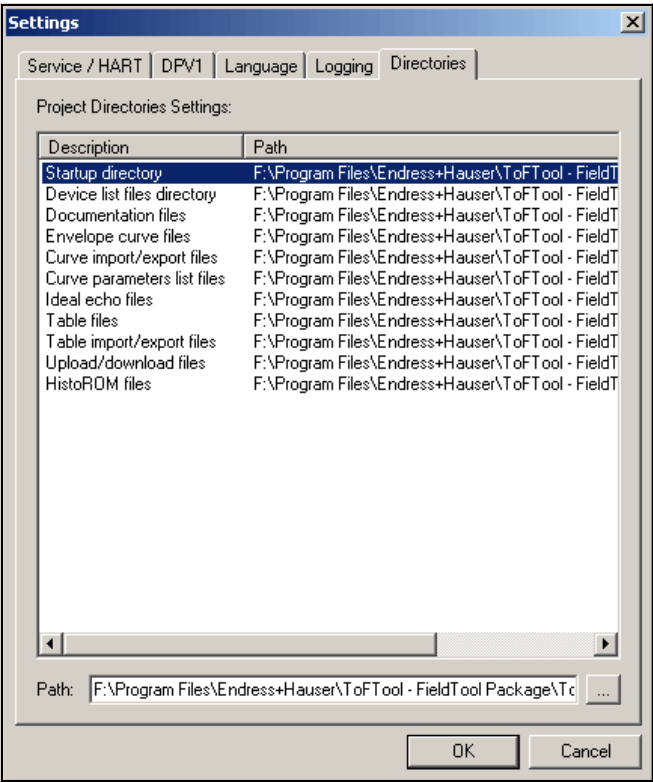 Settings
Service / HART DPV1 Language Logging Directories
Project Directories Settings:
Description Path
Startup directory F:\Program Files\Endress+Hauser\ToFTool - FieldT
Device list files directory F:\Program Files\Endress+Hauser\ToFTool - FieldT
Documentation files F:\Program Files\Endress+Hauser\ToFTool - FieldT
Envelope curve files F:\Program Files\Endress+Hauser\ToFTool - FieldT
Curve import/export files F:\Program Files\Endress+Hauser\ToFTool - FieldT
Curve parameters list files F:\Program Files\Endress+Hauser\ToFTool - FieldT
Ideal echo files F:\Program Files\Endress+Hauser\ToFTool - FieldT
Table files F:\Program Files\Endress+Hauser\ToFTool - FieldT
Table import/export files F:\Program Files\Endress+Hauser\ToFTool - FieldT
Upload/download files F:\Program Files\Endress+Hauser\ToFTool - FieldT
HistoROM files F:\Program Files\Endress+Hauser\ToFTool - FieldT
Path: F:\Program Files\Endress+Hauser\ToFTool - FieldTool Package\To ...
OK Cancel